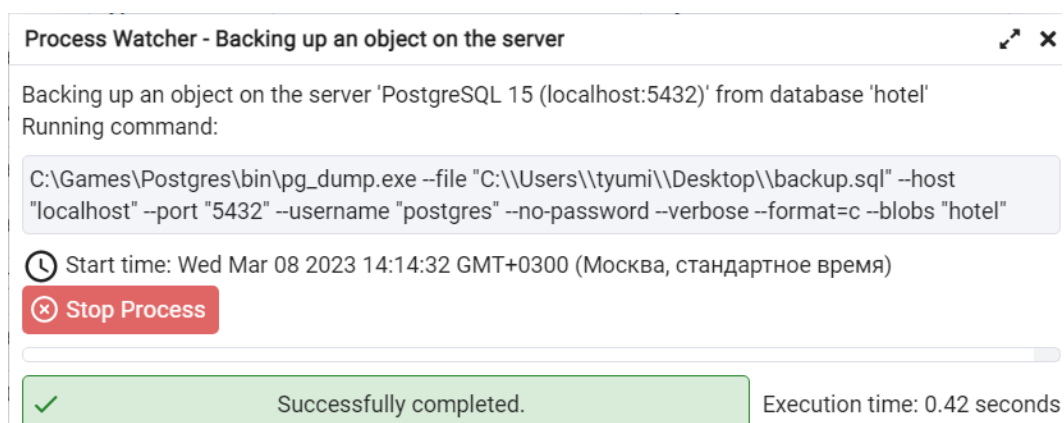 Process Watcher - Backing up an object on the server
Backing up an object on the server 'PostgreSQL 15 (localhost:5432)' from database 'hotel'
Running command:
C:\Games\Postgres\bin\pg_dump.exe --file "C:\\Users\\tyumi\\Desktop\\backup.sql" --host
"localhost" --port "5432" --username "postgres" --no-password --verbose --format=c --blobs "hotel"
Start time: Wed Mar 08 2023 14:14:32 GMT+0300 (Москва, стандартное время)
Stop Process
Successfully completed.
Execution time: 0.42 seconds